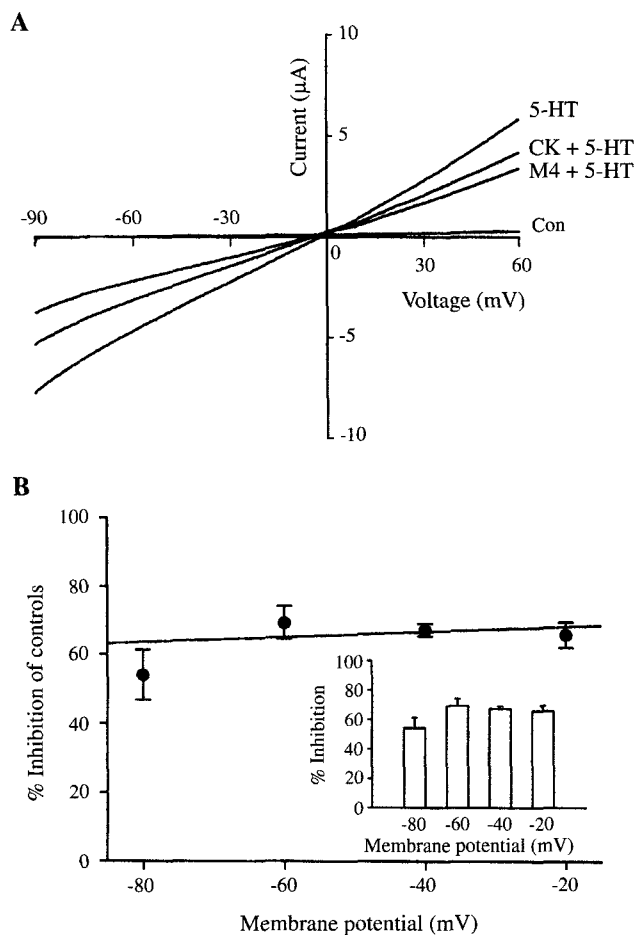 A
10
Current (μA)
5-HT
5
CK + 5-HT
M4 + 5-HT
Con
-90
-60
-30
0
30
60
Voltage (mV)
-5
-10
B
100
80
60
40
20
0
% Inhibition of controls
100
80
60
40
20
0
% Inhibition
-80 -60 -40 -20
Membrane potential (mV)
-80 -60 -40 -20
Membrane potential (mV)